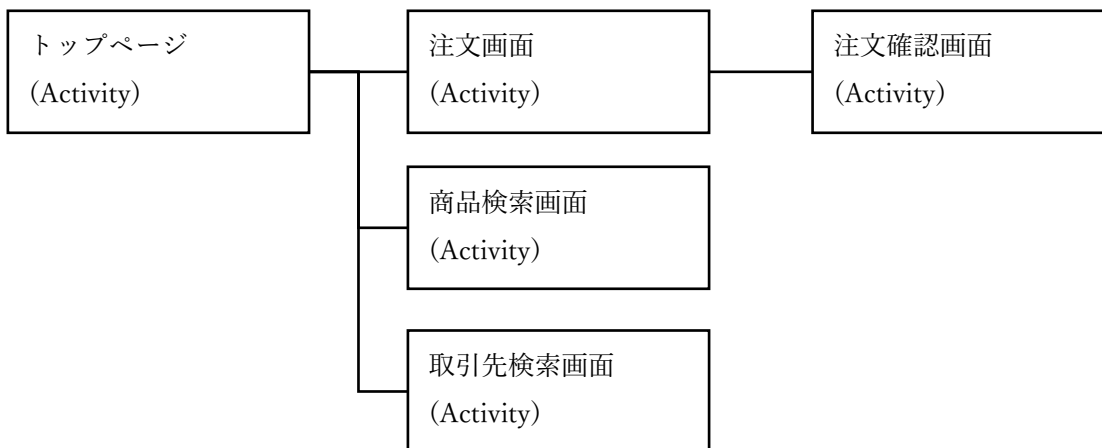 トップページ
(Activity)
注文画面
(Activity)
注文確認画面
(Activity)
商品検索画面
(Activity)
取引先検索画面
(Activity)